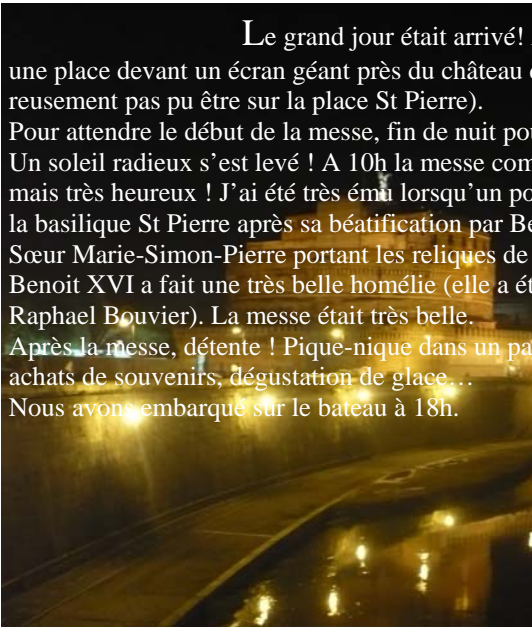 Le grand jour était arrivé!
une place devant un écran géant près du château
reusement pas pu être sur la place St Pierre).
Pour attendre le début de la messe, fin de nuit pou
Un soleil radieux s’est levé ! A 10h la messe com
mais très heureux ! J’ai été très ému lorsqu’un po
la basilique St Pierre après sa béatification par Be
Sœur Marie-Simon-Pierre portant les reliques de
Benoit XVI a fait une très belle homélie (elle a ét
Raphael Bouvier). La messe était très belle.
Après la messe, détente ! Pique-nique dans un pa
achats de souvenirs, dégustation de glace…
Nous avons embarqué sur le bateau à 18h.